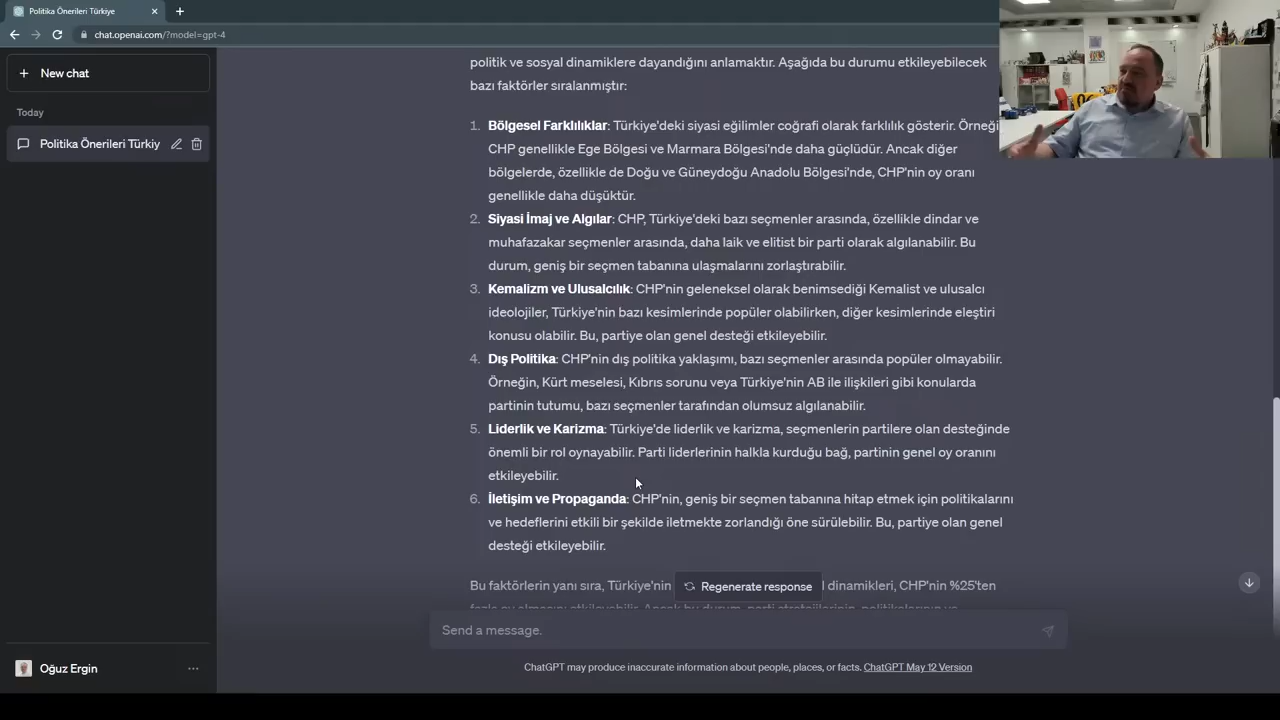 Politika Önerileri Türkiye
chat.openai.com/?model=gpt-4
New chat
Today
Politika Önerileri Türkiy
politik ve sosyal dinamiklere dayandığını anlamaktır. Aşağıda bu durumu etkileyebilecek
bazı faktörler sıralanmıştır:
1. Bölgesel Farklılıklar: Türkiye'deki siyasi eğilimler coğrafi olarak farklılık gösterir.
CHP genellikle Ege Bölgesi ve Marmara Bölgesi'nde daha güçlüdür. Ancak diğer
bölgelerde, özellikle de Doğu ve Güneydoğu Anadolu Bölgesi'nde, CHP'nin oy oranı
genellikle daha düşüktür.
2. Siyasi İmaj ve Algılar: CHP, Türkiye'deki bazı seçmenler arasında, özellikle dindar ve
muhafazakar seçmenler arasında, daha laik ve elitist bir parti olarak algılanabilir. Bu
durum, geniş bir seçmen tabanına ulaşmalarını zorlaştırabilir.
3. Kemalizm ve Ulusalcılık: CHP'nin geleneksel olarak benimsediği Kemalist ve ulusalcı
ideolojiler, Türkiye'nin bazı kesimlerinde popüler olabilirken, diğer kesimlerinde eleştiri
konusu olabilir. Bu, partiye olan genel desteği etkileyebilir.
4. Dış Politika: CHP'nin dış politika yaklaşımı, bazı seçmenler arasında popüler olmayabilir.
Örneğin, Kürt meselesi, Kıbrıs sorunu veya Türkiye'nin AB ile ilişkileri gibi konularda
partinin tutumu, bazı seçmenler tarafından olumsuz algılanabilir.
5. Liderlik ve Karizma: Türkiye'de liderlik ve karizma, seçmenlerin partilere olan desteğinde
önemli bir rol oynayabilir. Parti liderlerinin halkla kurduğu bağ, partinin genel oy oranını
etkileyebilir.
6. İletişim ve Propaganda: CHP'nin, geniş bir seçmen tabanına hitap etmek için politikalarını
ve hedeflerini etkili bir şekilde iletmekte zorlandığı öne sürülebilir. Bu, partiye olan genel
desteği etkileyebilir.
Bu faktörlerin yanı sıra, Türkiye'nin
dinamikleri, CHP'nin %25'ten
Regenerate response
Send a message.
Oğuz Ergin
ChatGPT may produce inaccurate information about people, places, or facts. ChatGPT May 12 Version